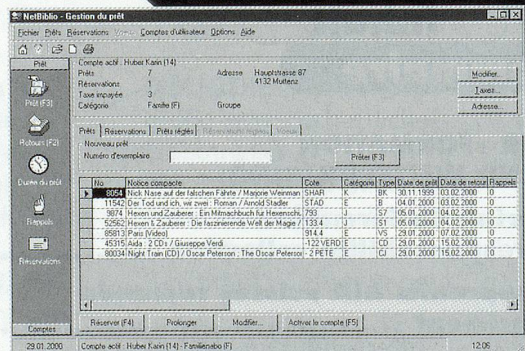 NetBiblio - Gestion du prêt
Fichier Prêts Réservations Voeux Comptes d'utilisateur Options Aide
Prêt
Prêt (F3)
Retours (F2)
Durée du prêt
Rappels
Réservations
Comptes
Compte actif : Huber Karin (14)
Prêts 7 Adresse Hauptstrasse 87
Réservations 1 4132 Muttenz
Taxe impayée 3
Catégorie Familie (F) Groupe
Modifier...
Taxes...
Adresse...
Prêts Réservations Prêts réglés Réservations réglées Voeux
Nouveau prêt
Numéro d'exemplaire Prêter (F3)
No Notice compacte Cote Catégorie Type Date de prêt Date de retour Rappels
8054 Nick Nase auf der falschen Fährte / Marjorie Weinman SHAR K BK 30.11.1999 03.02.2000 0
11542 Der Tod und ich, wir zwei : Roman / Arnold Stadler STAD E B 04.01.2000 03.02.2000 0
9874 Hexen und Zauberer : Ein Mitmachbuch für Hexenschü 793 J S7 05.01.2000 04.02.2000 0
52562 Hexen & Zauberer : Die faszinierende Welt der Magie / 133.4 J S1 05.01.2000 04.02.2000 0
85813 Paris (Video) 914.4 E VS 29.01.2000 07.02.2000 0
45315 Aida : 2 CDs / Giuseppe Verdi -122 VERD E CD 29.01.2000 15.02.2000 0
80034 Night Train (CD) / Oscar Peterson ; The Oscar Peterson - 2 PETE E CJ 29.01.2000 15.02.2000 0
Réserver (F4) Prolonger Modifier... Activer le compte (F5)
29.01.2000 Compte actif : Huber Karin (14) - Familienabo (F) 12:09